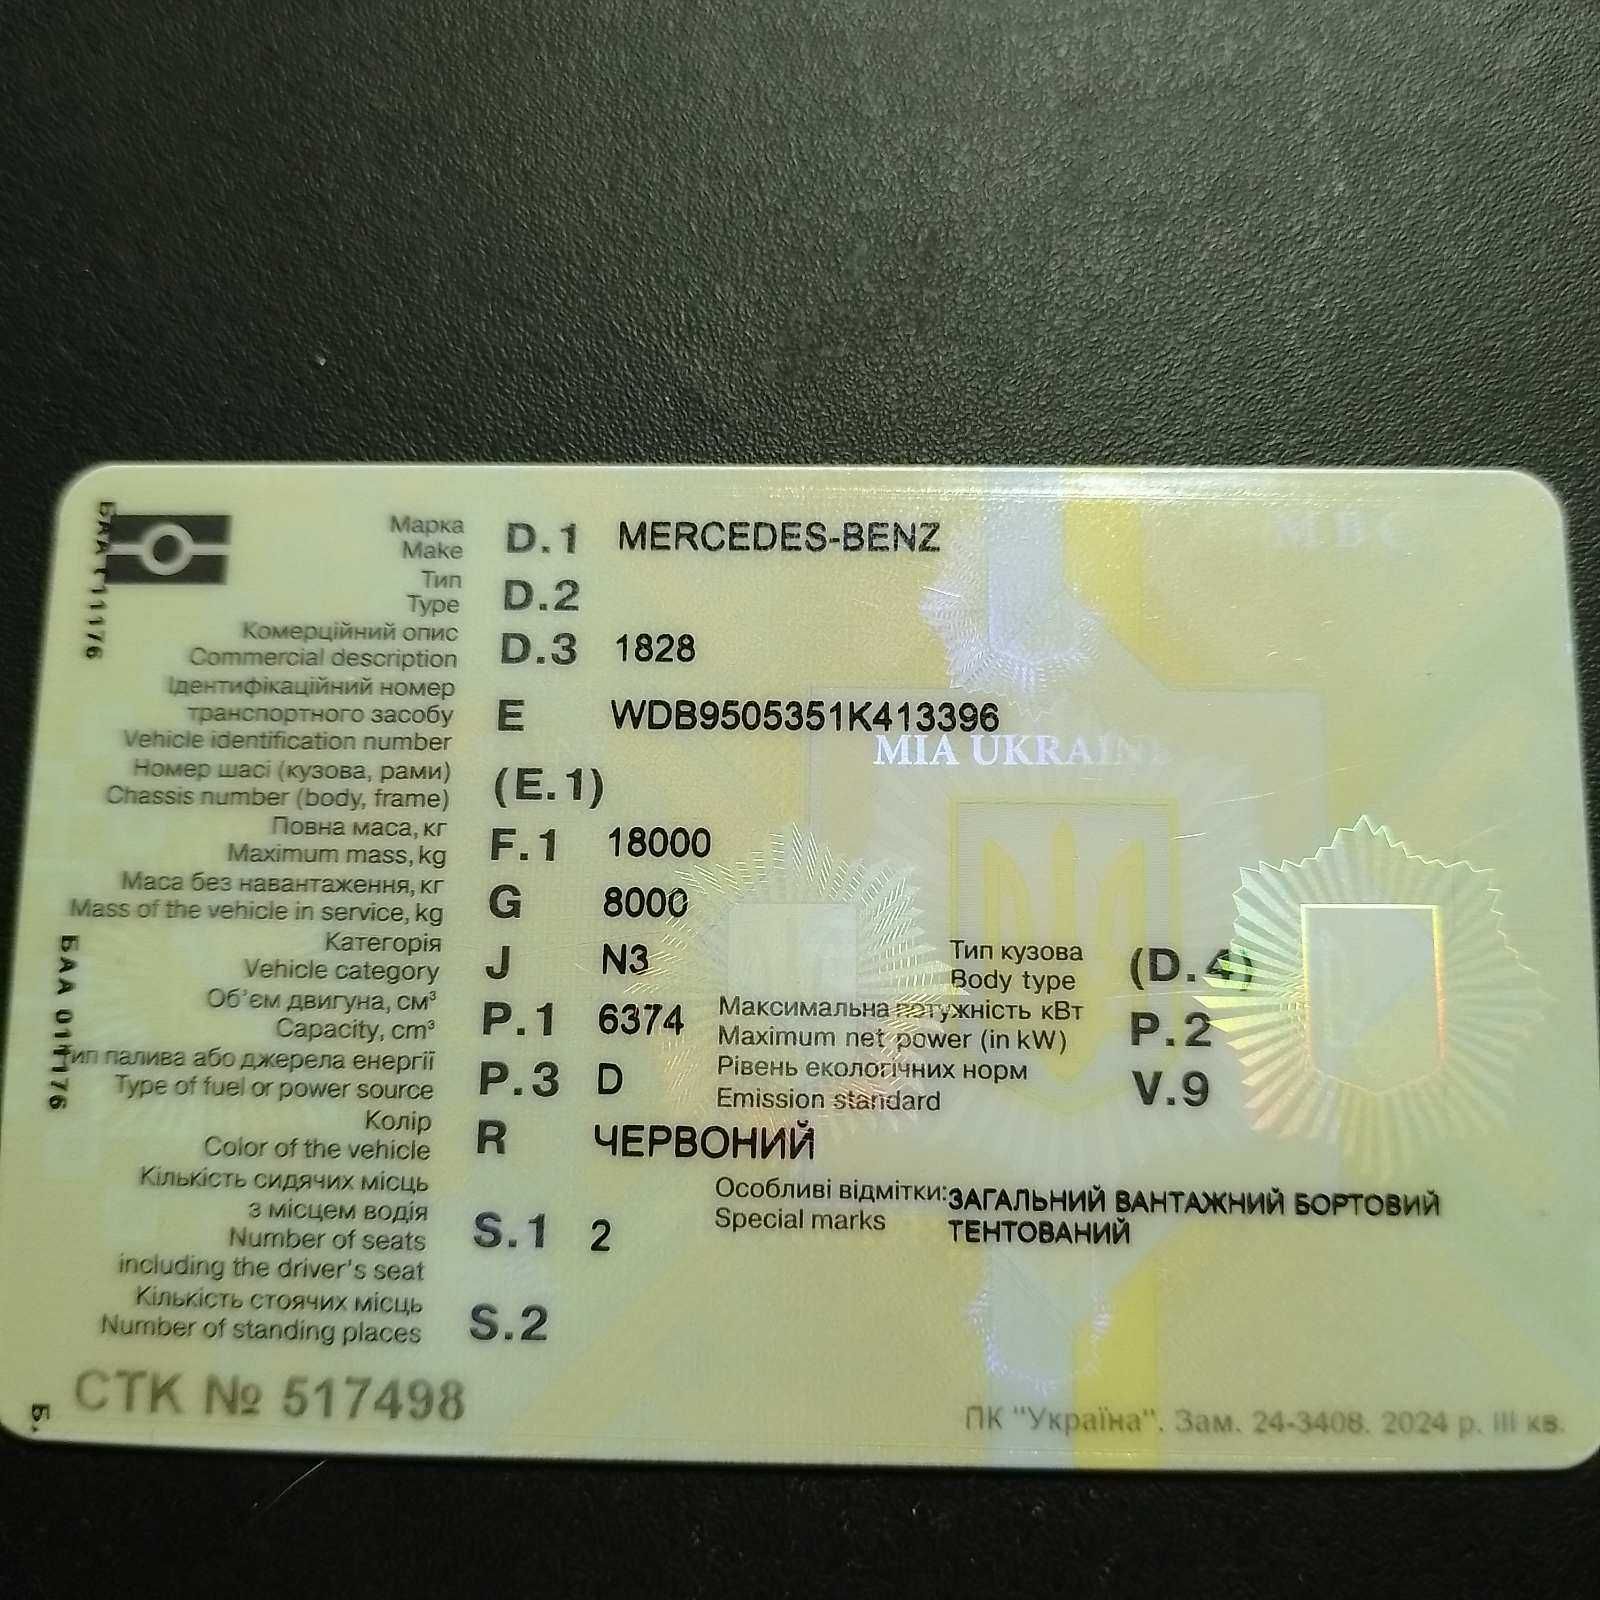 Марка D.1 MERCEDES-BENZ
Make
Тип D.2
Type
Комерційний опис D.3 1828
Commercial description
Ідентифікаційний номер
транспортного засобу E WDB9505351K413396
Vehicle identification number
MIA UKRAINE
Номер шасі (кузова, рами) (E.1)
Chassis number (body, frame)
Повна маса, кг F.1 18000
Maximum mass, kg
Маса без навантаження, кг G 8000
Mass of the vehicle in service, kg
Категорія J N3 Тип кузова (D.4)
Vehicle category Body type
Об'єм двигуна, см³ P.1 6374 Максимальна потужність кВт P.2
Capacity, cm³ Maximum net power (in kW)
Тип палива або джерела енергії P.3 D Рівень екологічних норм V.9
Type of fuel or power source Emission standard
Колір R ЧЕРВОНИЙ
Color of the vehicle
Кількість сидячих місць
з місцем водія S.1 2
Number of seats
including the driver's seat
Особливі відмітки: ЗАГАЛЬНИЙ ВАНТАЖНИЙ БОРТОВИЙ
Special marks ТЕНТОВАНИЙ
Кількість стоячих місць S.2
Number of standing places
СТК № 517498
ПК "Україна". Зам. 24-3408. 2024 р. III кв.